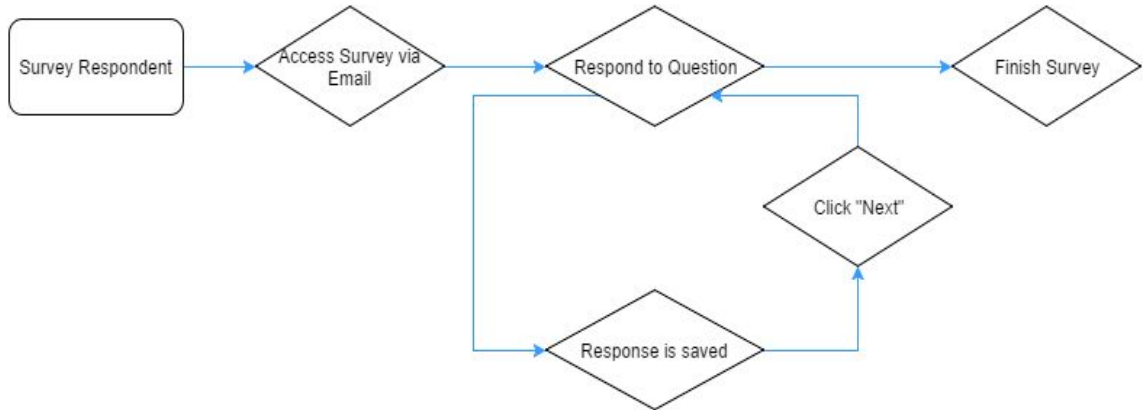 Survey Respondent
Access Survey via
Email
Respond to Question
Finish Survey
Click "Next"
Response is saved